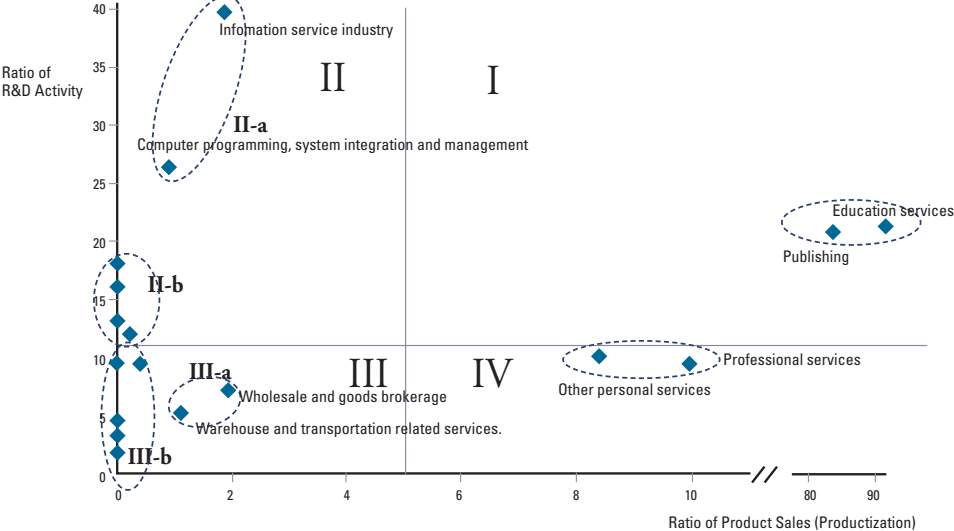 40
Infomation service industry
35
Ratio of
R&D Activity
II
I
30
II-a
Computer programming, system integration and management
25
20
Education services
Publishing
II-b
15
10
III-a
III
IV
Professional services
Other personal services
Wholesale and goods brokerage
5
Warehouse and transportation related services.
III-b
0
0 2 4 6 8 10 80 90
Ratio of Product Sales (Productization)